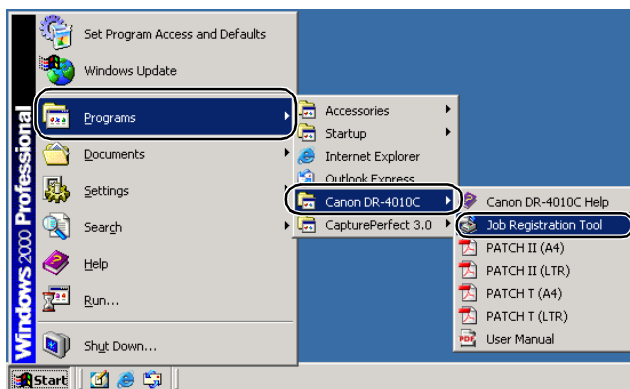 Windows 2000 Professional
Set Program Access and Defaults
Windows Update
Programs
Documents
Settings
Search
Help
Run...
Shut Down...
Accessories
Startup
Internet Explorer
Outlook Express
Canon DR-4010C
CapturePerfect 3.0
Canon DR-4010C Help
Job Registration Tool
PATCH II (A4)
PATCH II (LTR)
PATCH T (A4)
PATCH T (LTR)
User Manual
Start